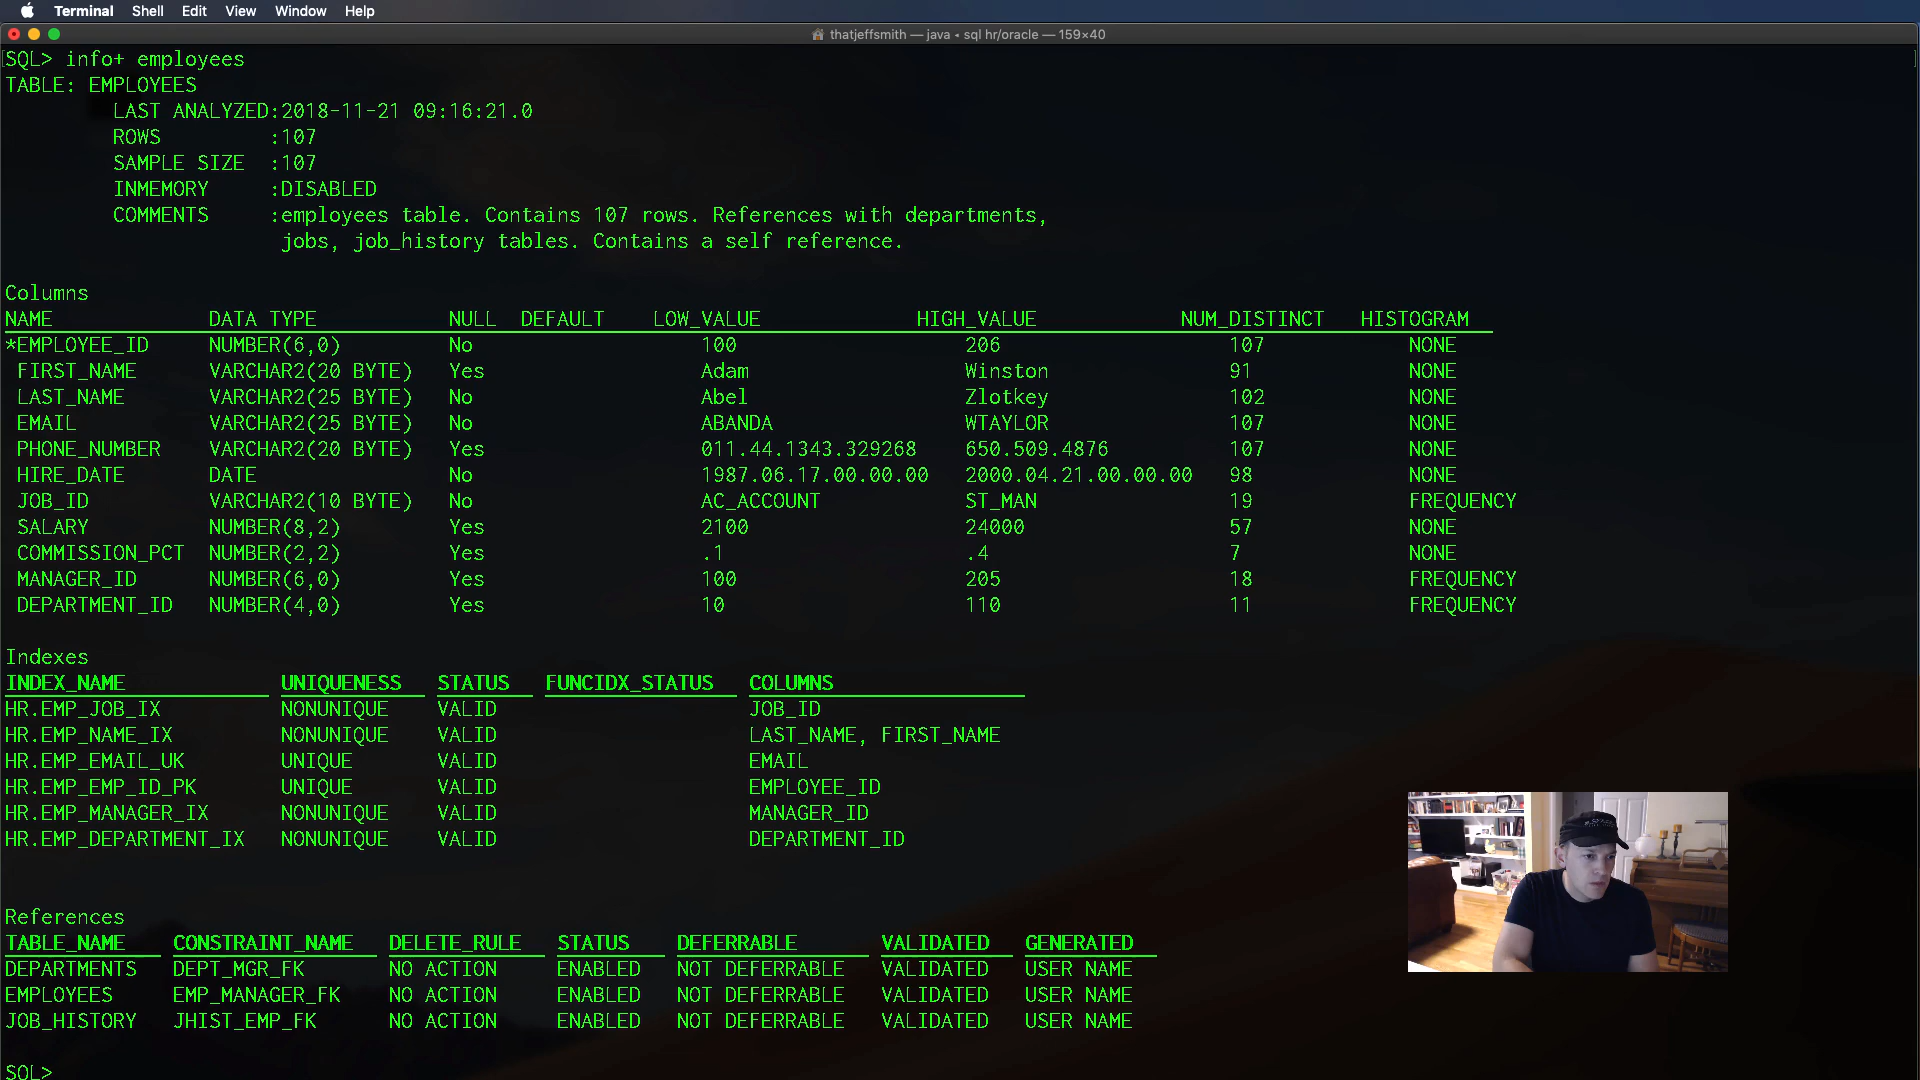 Terminal Shell Edit View Window Help
thatjeffsmith — java ◂ sql hr/oracle — 159×40
[SQL> info+ employees
TABLE: EMPLOYEES
LAST ANALYZED:2018-11-21 09:16:21.0
ROWS :107
SAMPLE SIZE :107
INMEMORY :DISABLED
COMMENTS :employees table. Contains 107 rows. References with departments,
jobs, job_history tables. Contains a self reference.
Columns
NAME DATA TYPE NULL DEFAULT LOW_VALUE HIGH_VALUE NUM_DISTINCT HISTOGRAM
*EMPLOYEE_ID NUMBER(6,0) No 100 206 107 NONE
FIRST_NAME VARCHAR2(20 BYTE) Yes Adam Winston 91 NONE
LAST_NAME VARCHAR2(25 BYTE) No Abel Zlotkey 102 NONE
EMAIL VARCHAR2(25 BYTE) No ABANDA WTAYLOR 107 NONE
PHONE_NUMBER VARCHAR2(20 BYTE) Yes 011.44.1343.329268 650.509.4876 107 NONE
HIRE_DATE DATE No 1987.06.17.00.00.00 2000.04.21.00.00.00 98 NONE
JOB_ID VARCHAR2(10 BYTE) No AC_ACCOUNT ST_MAN 19 FREQUENCY
SALARY NUMBER(8,2) Yes 2100 24000 57 NONE
COMMISSION_PCT NUMBER(2,2) Yes .1 .4 7 NONE
MANAGER_ID NUMBER(6,0) Yes 100 205 18 FREQUENCY
DEPARTMENT_ID NUMBER(4,0) Yes 10 110 11 FREQUENCY
Indexes
INDEX_NAME UNIQUENESS STATUS FUNCIDX_STATUS COLUMNS
HR.EMP_JOB_IX NONUNIQUE VALID JOB_ID
HR.EMP_NAME_IX NONUNIQUE VALID LAST_NAME, FIRST_NAME
HR.EMP_EMAIL_UK UNIQUE VALID EMAIL
HR.EMP_EMP_ID_PK UNIQUE VALID EMPLOYEE_ID
HR.EMP_MANAGER_IX NONUNIQUE VALID MANAGER_ID
HR.EMP_DEPARTMENT_IX NONUNIQUE VALID DEPARTMENT_ID
References
TABLE_NAME CONSTRAINT_NAME DELETE_RULE STATUS DEFERRABLE VALIDATED GENERATED
DEPARTMENTS DEPT_MGR_FK NO ACTION ENABLED NOT DEFERRABLE VALIDATED USER NAME
EMPLOYEES EMP_MANAGER_FK NO ACTION ENABLED NOT DEFERRABLE VALIDATED USER NAME
JOB_HISTORY JHIST_EMP_FK NO ACTION ENABLED NOT DEFERRABLE VALIDATED USER NAME
SQL>